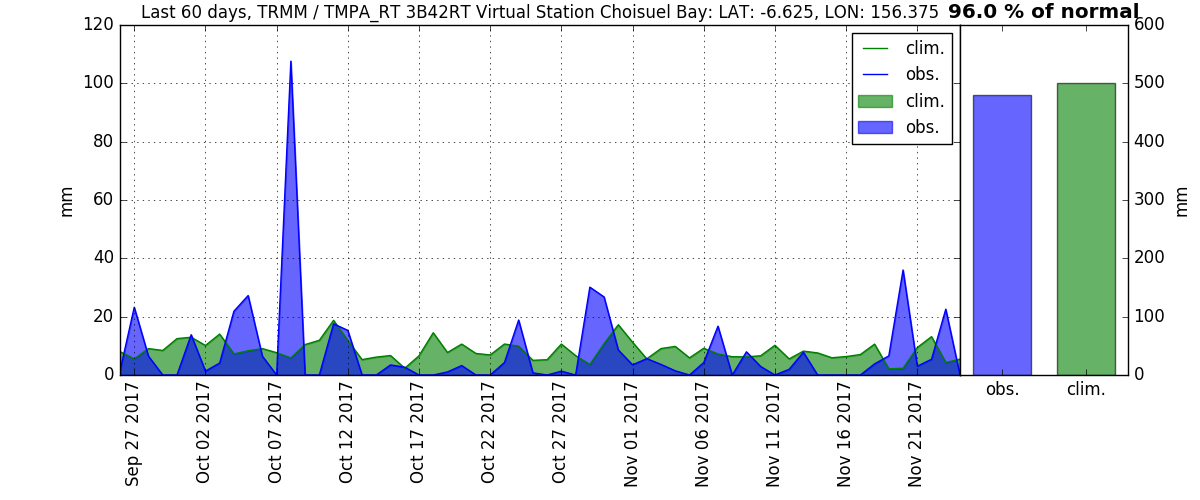 Last 60 days, TRMM / TMPA_RT 3B42RT Virtual Station Choisuel Bay: LAT: -6.625, LON: 156.375 96.0 % of normal
120
100
80
60
40
20
0
mm
clim.
obs.
clim.
obs.
600
500
400
300
200
100
0
mm
Sep 27 2017
Oct 02 2017
Oct 07 2017
Oct 12 2017
Oct 17 2017
Oct 22 2017
Oct 27 2017
Nov 01 2017
Nov 06 2017
Nov 11 2017
Nov 16 2017
Nov 21 2017
obs.
clim.